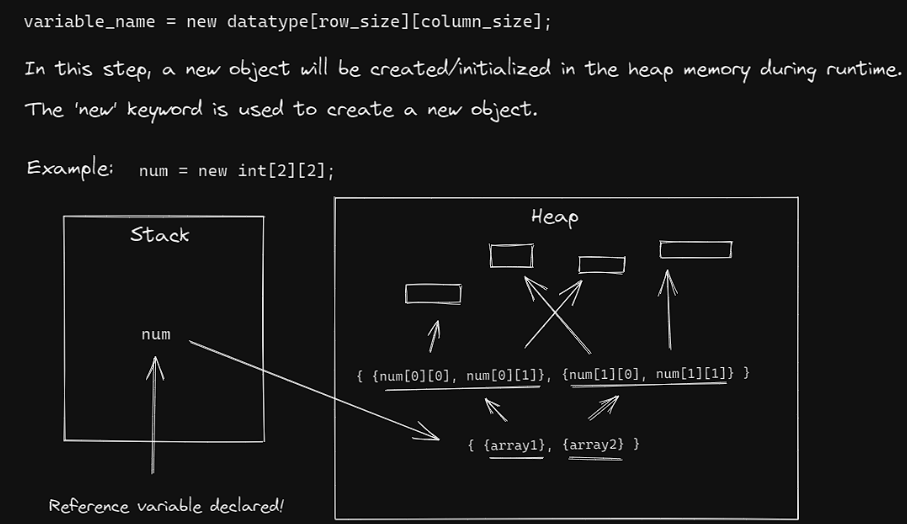 variable_name = new datatype[row_size][column_size];
In this step, a new object will be created/initialized in the heap memory during runtime.
The 'new' keyword is used to create a new object.
Example: num = new int[2][2];
Stack
Heap
num
{ {num[0][0], num[0][1]}, {num[1][0], num[1][1]} }
{ {array1}, {array2} }
Reference variable declared!